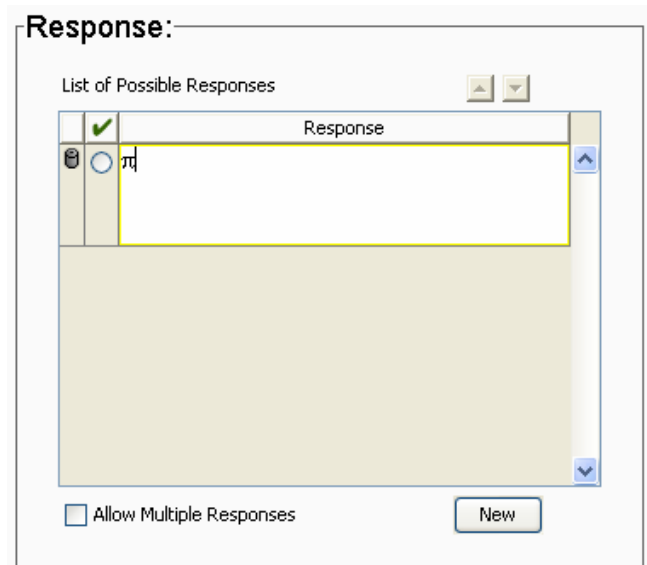 Response:
List of Possible Responses
Response
π
Allow Multiple Responses
New